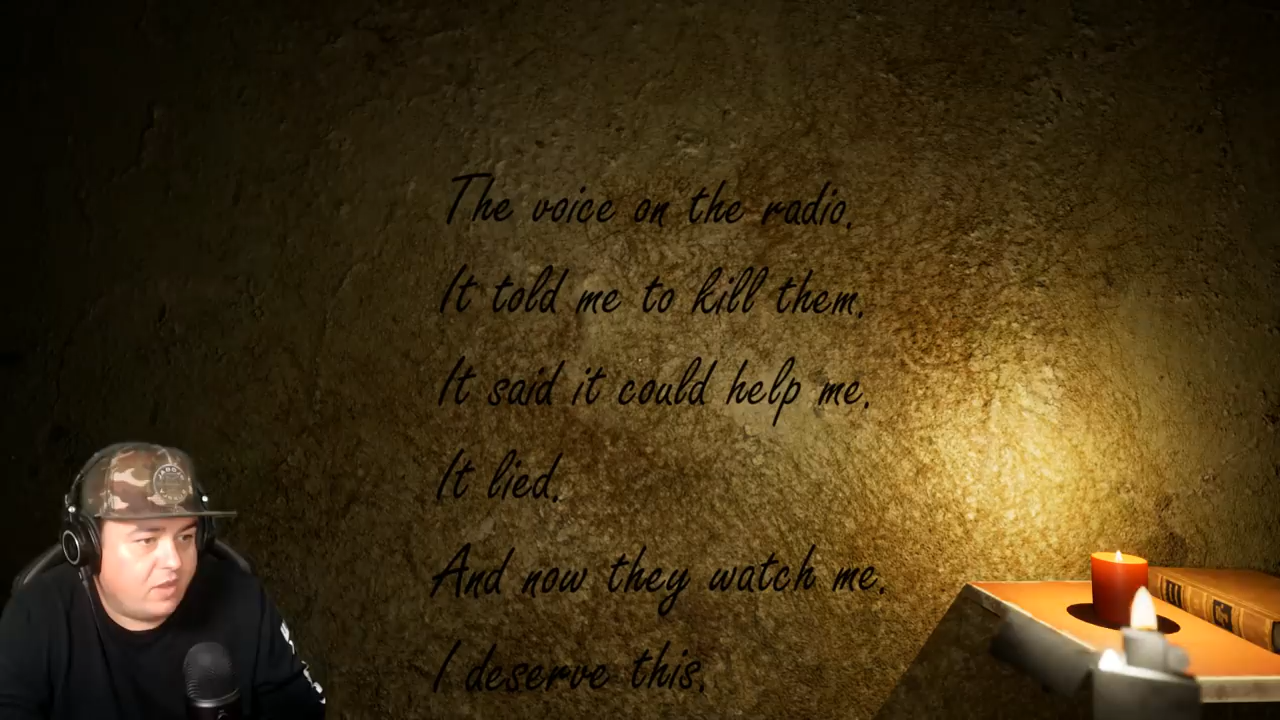 The voice on the radio.
It told me to kill them.
It said it could help me.
It lied.
And now they watch me.
I deserve this.